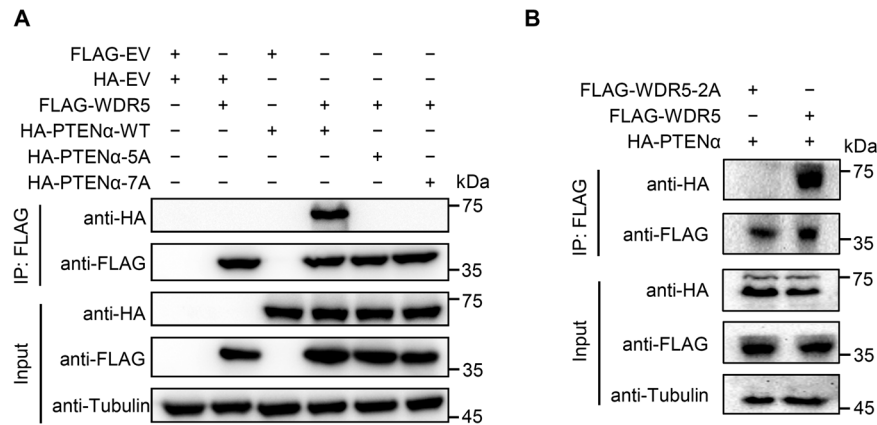 A
FLAG-EV + – + – – –
HA-EV + + – – – –
FLAG-WDR5 – + – + + +
HA-PTENα-WT – – + + – –
HA-PTENα-5A – – – – + –
HA-PTENα-7A – – – – – + kDa
IP: FLAG
anti-HA 75
anti-FLAG 35
Input
anti-HA 75
anti-FLAG 35
anti-Tubulin 45
B
FLAG-WDR5-2A + –
FLAG-WDR5 – +
HA-PTENα + + kDa
IP: FLAG
anti-HA 75
anti-FLAG 35
Input
anti-HA 75
anti-FLAG 35
anti-Tubulin 45